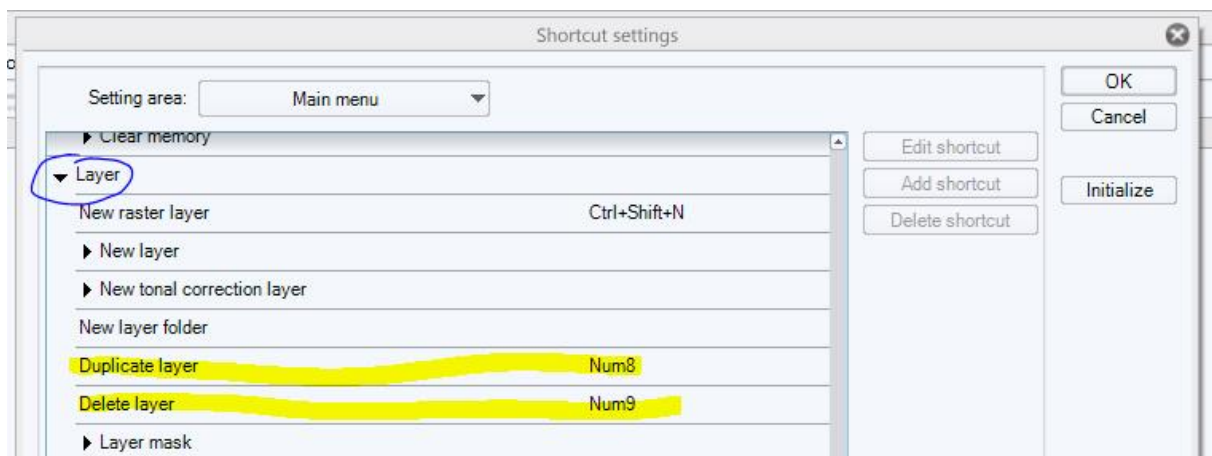 Shortcut settings
Setting area: Main menu
OK
Cancel
Initialize
Clear memory
Layer
New raster layer Ctrl+Shift+N
New layer
New tonal correction layer
New layer folder
Duplicate layer Num8
Delete layer Num9
Layer mask
Edit shortcut
Add shortcut
Delete shortcut